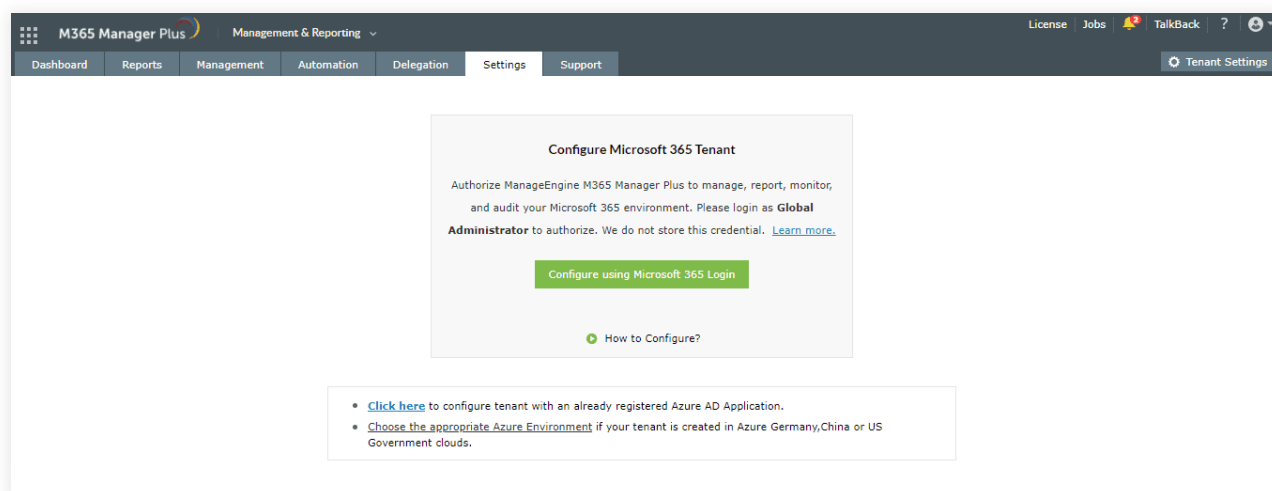 M365 Manager Plus
Management & Reporting
License Jobs 2 TalkBack ?
Dashboard Reports Management Automation Delegation Settings Support Tenant Settings
Configure Microsoft 365 Tenant
Authorize ManageEngine M365 Manager Plus to manage, report, monitor,
and audit your Microsoft 365 environment. Please login as Global
Administrator to authorize. We do not store this credential. Learn more.
Configure using Microsoft 365 Login
How to Configure?
• Click here to configure tenant with an already registered Azure AD Application.
• Choose the appropriate Azure Environment if your tenant is created in Azure Germany,China or US
Government clouds.